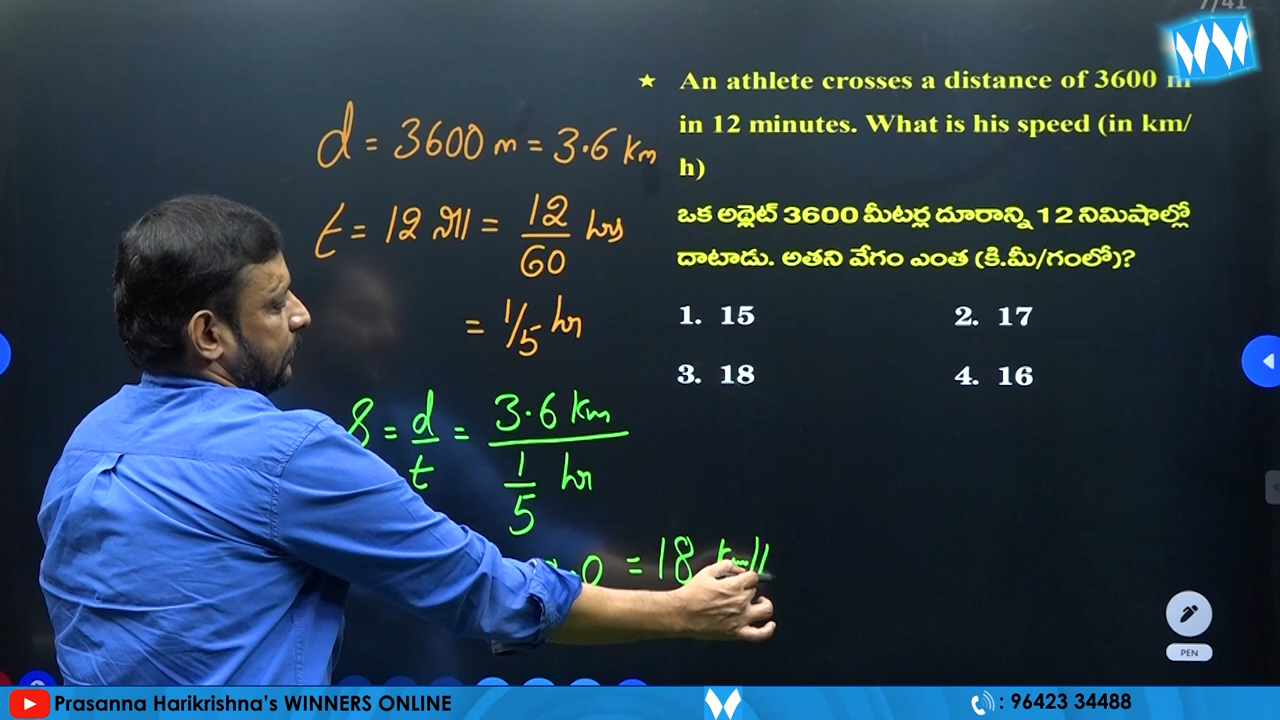 7/41
★ An athlete crosses a distance of 3600 m
in 12 minutes. What is his speed (in km/
h)
ఒక అథ్లెట్ 3600 మీటర్ల దూరాన్ని 12 నిమిషాల్లో
దాటాడు. అతని వేగం ఎంత (కి.మీ/గంలో)?
1. 15 2. 17
3. 18 4. 16
d = 3600 m = 3.6 km
t = 12 ని॥ = 12/60 hrs
= 1/5 hr
S = d/t = 3.6 km / 1/5 hr
= 18
PEN
Prasanna Harikrishna's WINNERS ONLINE
W
: 96423 34488